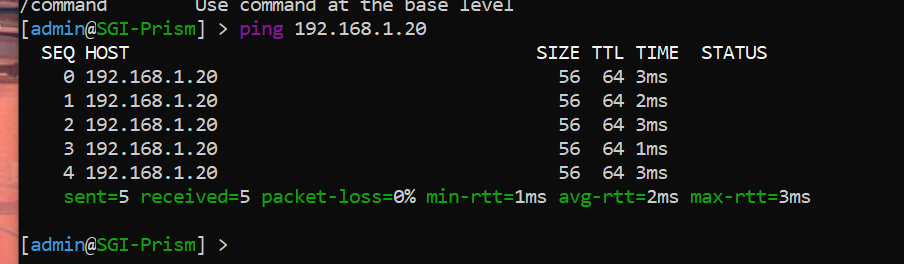 /command        Use command at the base level
[admin@SGI-Prism] > ping 192.168.1.20
  SEQ HOST                                     SIZE TTL TIME  STATUS
    0 192.168.1.20                               56  64 3ms
    1 192.168.1.20                               56  64 2ms
    2 192.168.1.20                               56  64 3ms
    3 192.168.1.20                               56  64 1ms
    4 192.168.1.20                               56  64 3ms
    sent=5 received=5 packet-loss=0% min-rtt=1ms avg-rtt=2ms max-rtt=3ms
[admin@SGI-Prism] >